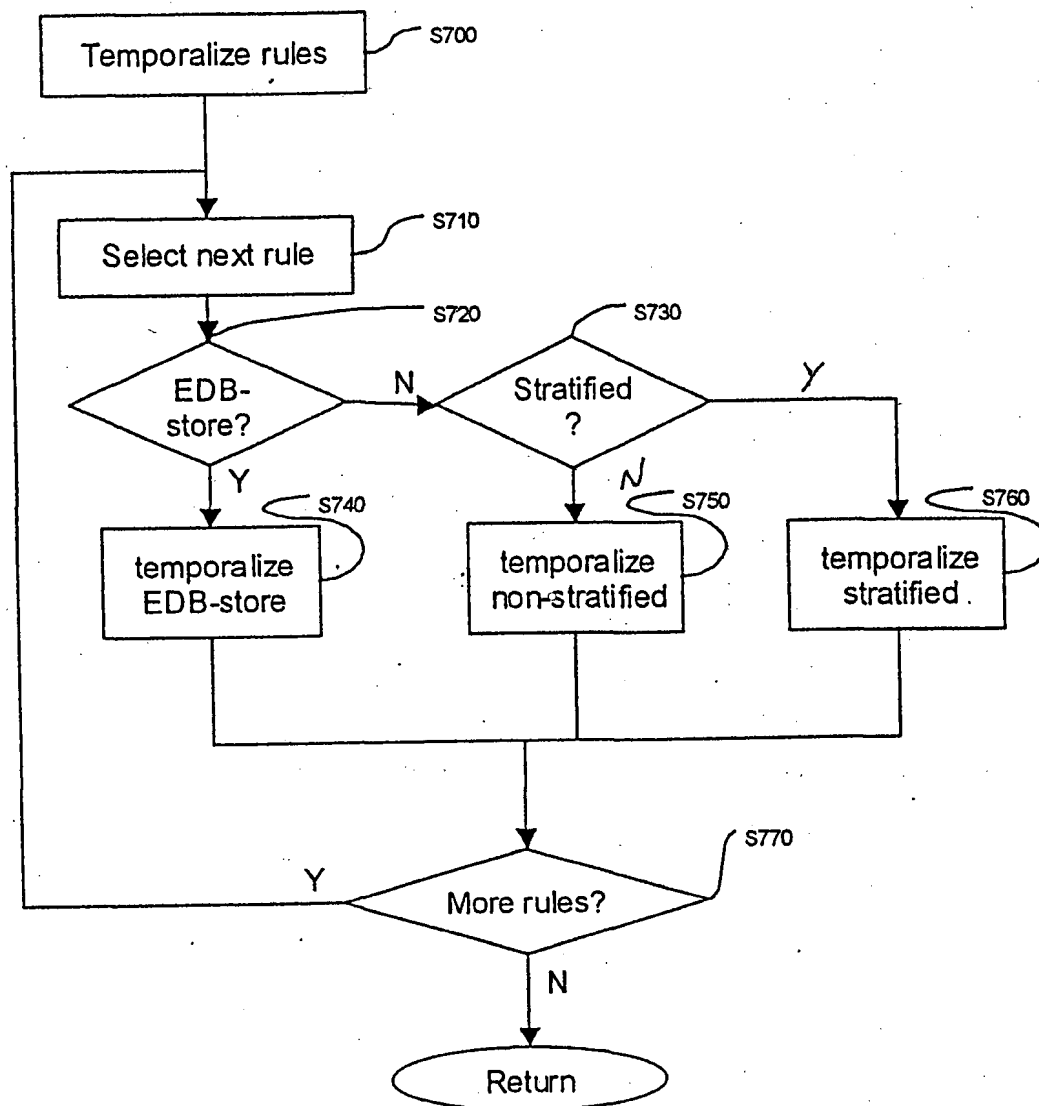 Temporalize rules
S700
Select next rule
S710
S720
S730
EDB-
store?
N
Stratified
?
Y
Y
N
S740
S750
S760
temporalize
EDB-store
temporalize
non-stratified
temporalize
stratified
S770
Y
More rules?
N
Return